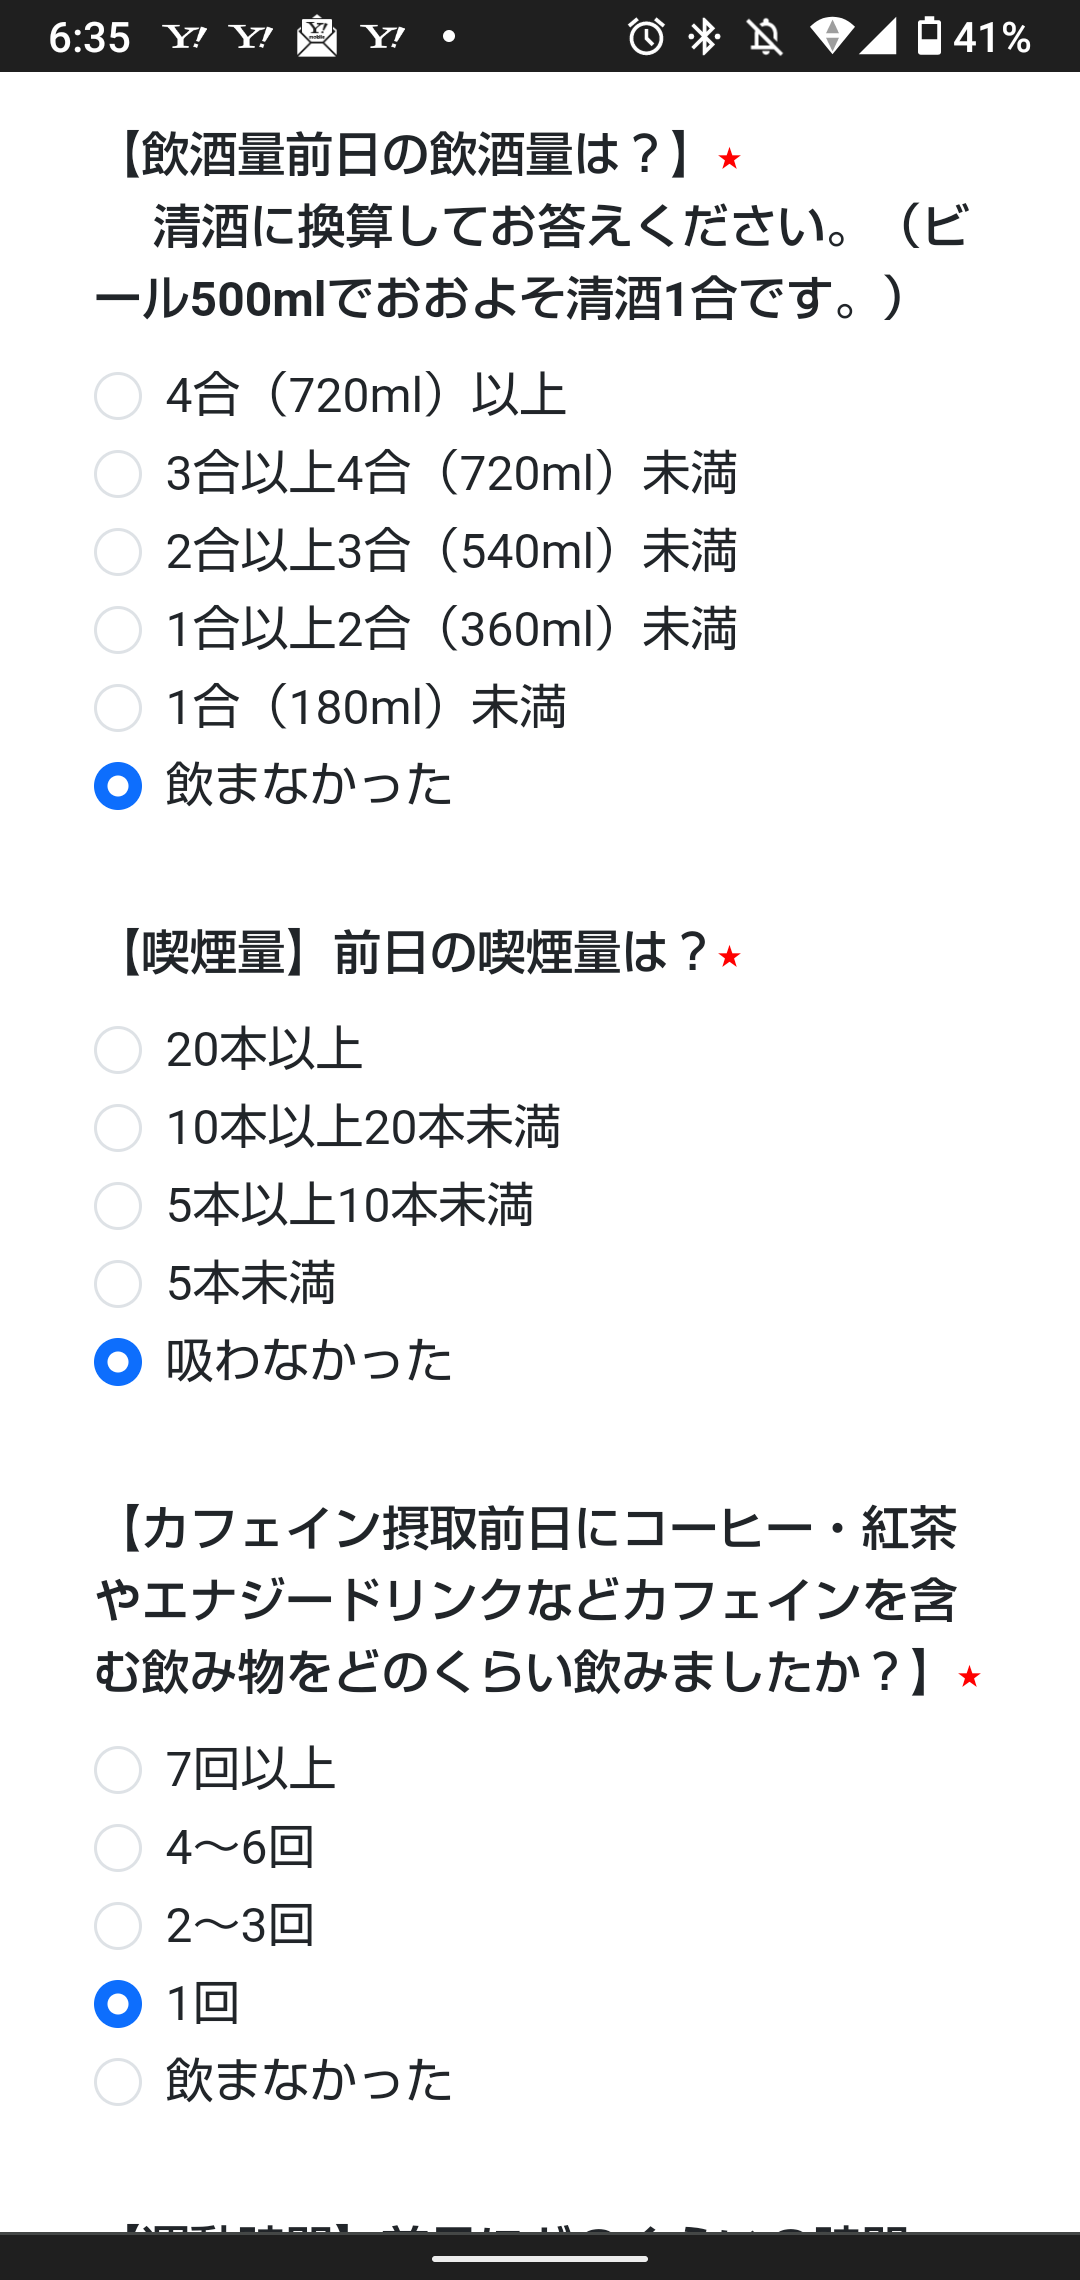 6:35 Y! Y! Y! mobile Y! 41%
【飲酒量前日の飲酒量は？】★
清酒に換算してお答えください。（ビ
ール500mlでおおよそ清酒1合です。）
4合（720ml）以上
3合以上4合（720ml）未満
2合以上3合（540ml）未満
1合以上2合（360ml）未満
1合（180ml）未満
飲まなかった
【喫煙量】前日の喫煙量は？★
20本以上
10本以上20本未満
5本以上10本未満
5本未満
吸わなかった
【カフェイン摂取前日にコーヒー・紅茶
やエナジードリンクなどカフェインを含
む飲み物をどのくらい飲みましたか？】★
7回以上
4〜6回
2〜3回
1回
飲まなかった